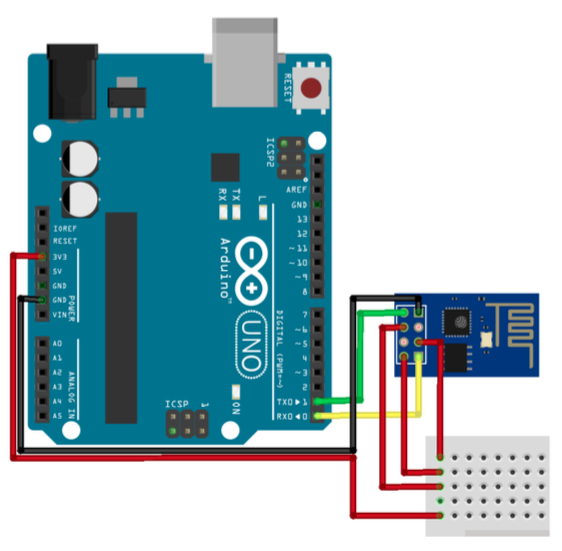 RESET
ICSP2
AREF
GND
13
12
~11
~10
~9
8
RX
TX
L
IOREF
RESET
3V3
5V
GND
GND
VIN
POWER
Arduino™
UNO
DIGITAL (PWM=~)
7
~6
~5
4
~3
2
TX0▶1
RX0◀0
A0
A1
A2
A3
A4
A5
ANALOG IN
ICSP
1
ON